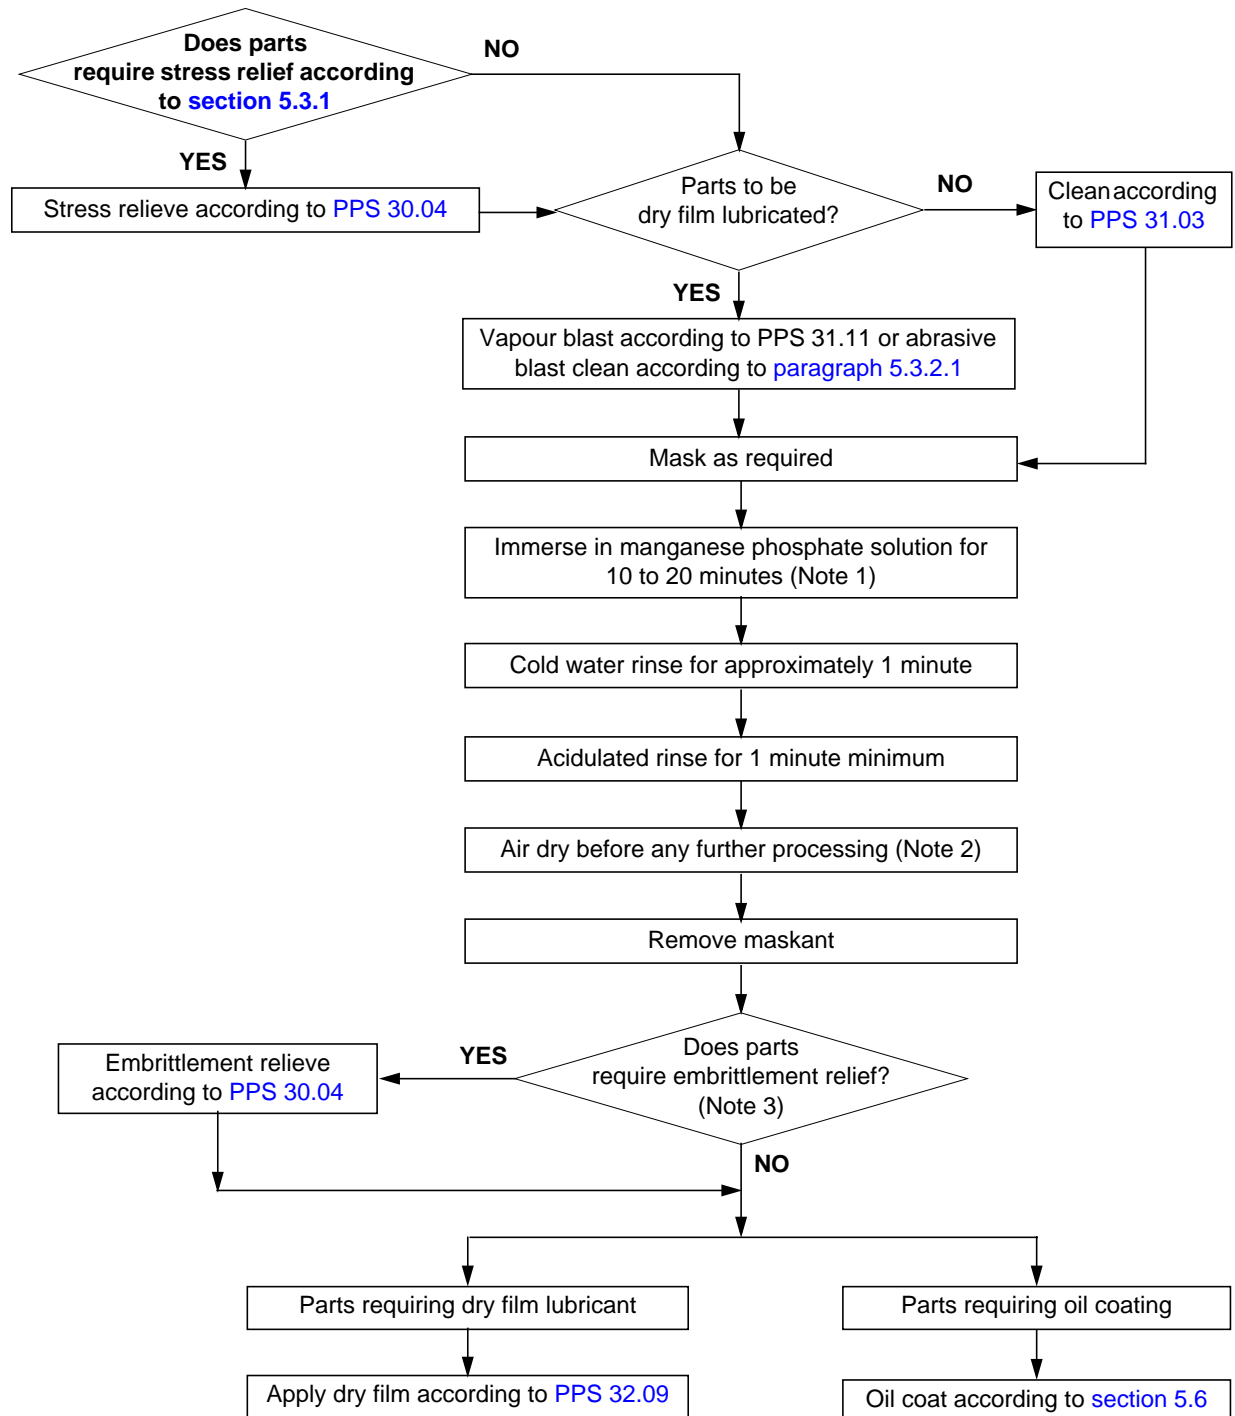 Does parts
require stress relief according
to section 5.3.1
NO
YES
Stress relieve according to PPS 30.04
Parts to be
dry film lubricated?
NO
Clean according
to PPS 31.03
YES
Vapour blast according to PPS 31.11 or abrasive
blast clean according to paragraph 5.3.2.1
Mask as required
Immerse in manganese phosphate solution for
10 to 20 minutes (Note 1)
Cold water rinse for approximately 1 minute
Acidulated rinse for 1 minute minimum
Air dry before any further processing (Note 2)
Remove maskant
Does parts
require embrittlement relief?
(Note 3)
YES
Embrittlement relieve
according to PPS 30.04
NO
Parts requiring dry film lubricant
Parts requiring oil coating
Apply dry film according to PPS 32.09
Oil coat according to section 5.6